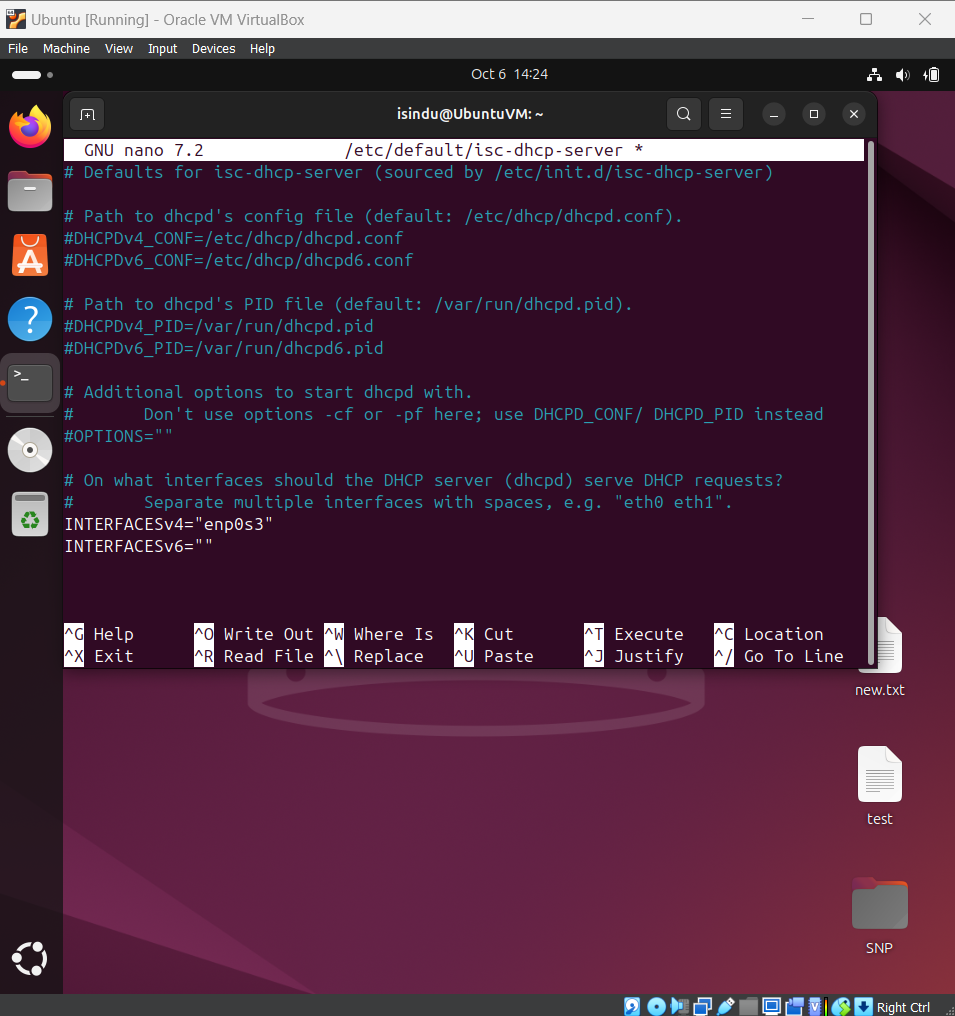 Ubuntu [Running] - Oracle VM VirtualBox
File Machine View Input Devices Help
Oct 6 14:24
isindu@UbuntuVM: ~
GNU nano 7.2 /etc/default/isc-dhcp-server *
# Defaults for isc-dhcp-server (sourced by /etc/init.d/isc-dhcp-server)
# Path to dhcpd's config file (default: /etc/dhcp/dhcpd.conf).
#DHCPDv4_CONF=/etc/dhcp/dhcpd.conf
#DHCPDv6_CONF=/etc/dhcp/dhcpd6.conf
# Path to dhcpd's PID file (default: /var/run/dhcpd.pid).
#DHCPDv4_PID=/var/run/dhcpd.pid
#DHCPDv6_PID=/var/run/dhcpd6.pid
# Additional options to start dhcpd with.
#       Don't use options -cf or -pf here; use DHCPD_CONF/ DHCPD_PID instead
#OPTIONS=""
# On what interfaces should the DHCP server (dhcpd) serve DHCP requests?
#       Separate multiple interfaces with spaces, e.g. "eth0 eth1".
INTERFACESv4="enp0s3"
INTERFACESv6=""
^G Help ^O Write Out ^W Where Is ^K Cut ^T Execute ^C Location
^X Exit ^R Read File ^\ Replace ^U Paste ^J Justify ^/ Go To Line
new.txt
test
SNP
Right Ctrl